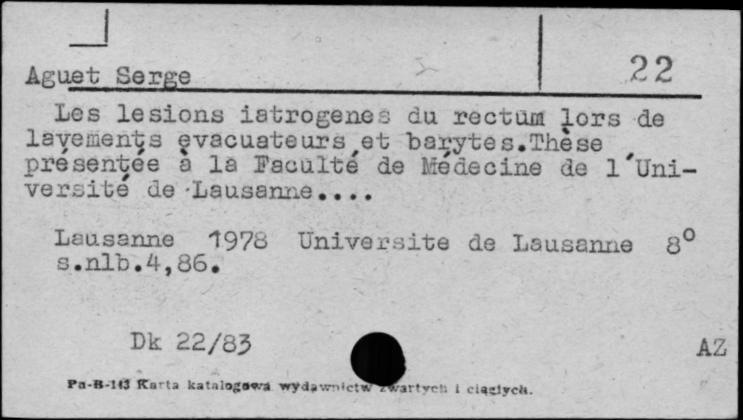 22
Aguet Serge
Les lesions iatrogenes du rectum lors de
lavements evacuateurs et barytes.Thèse
présentée à la Faculté de Médecine de l'Uni-
versité de Lausanne....
Lausanne 1978 Universite de Lausanne 8°
s.nlb.4,86.
Dk 22/83
AZ
Pu-B-143 Karta katalogowa wydawnictw zwartych i ciągłych.